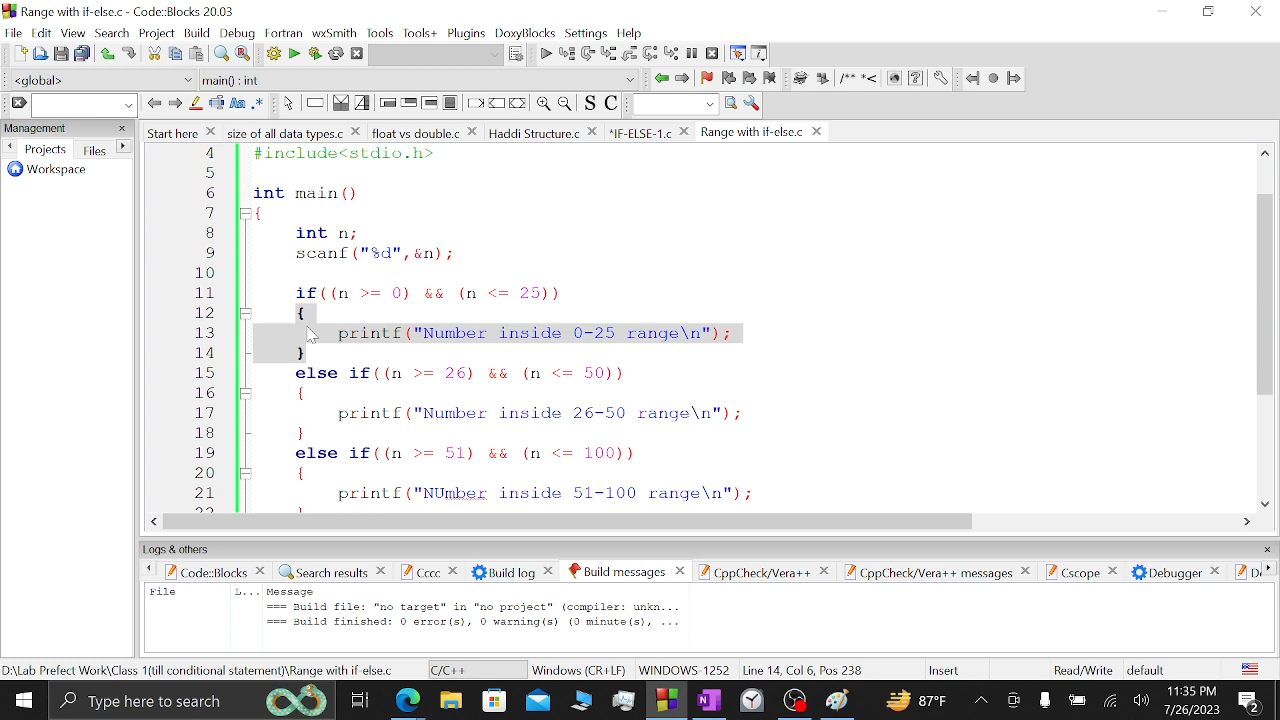 Range with if-else.c - Code::Blocks 20.03
File Edit View Search Project Build Debug Fortran wxSmith Tools Tools+ Plugins DoxyBlocks Settings Help
<global> main() : int
/** *<
Aa .* S C
Management
Projects Files
Workspace
Start here size of all data types.c float vs double.c Haddi Structure.c *IF-ELSE-1.c Range with if-else.c
4 #include<stdio.h>
5
6 int main()
7 {
8 int n;
9 scanf("%d",&n);
10
11 if((n >= 0) && (n <= 25))
12 {
13 printf("Number inside 0-25 range\n");
14 }
15 else if((n >= 26) && (n <= 50))
16 {
17 printf("Number inside 26-50 range\n");
18 }
19 else if((n >= 51) && (n <= 100))
20 {
21 printf("NUmber inside 51-100 range\n");
22 }
Logs & others
Code::Blocks Search results Cccc Build log Build messages CppCheck/Vera++ CppCheck/Vera++ messages Cscope Debugger
File L... Message
=== Build file: "no target" in "no project" (compiler: unkn...
=== Build finished: 0 error(s), 0 warning(s) (0 minute(s), ...
D:\Lab Prefect Work\Class 1(till conditional statement)\Range with if-else.c C/C++ Windows (CR+LF) WINDOWS-1252 Line 14, Col 6, Pos 238 Insert Read/Write default
Type here to search 87°F 11:33 PM
7/26/2023 2